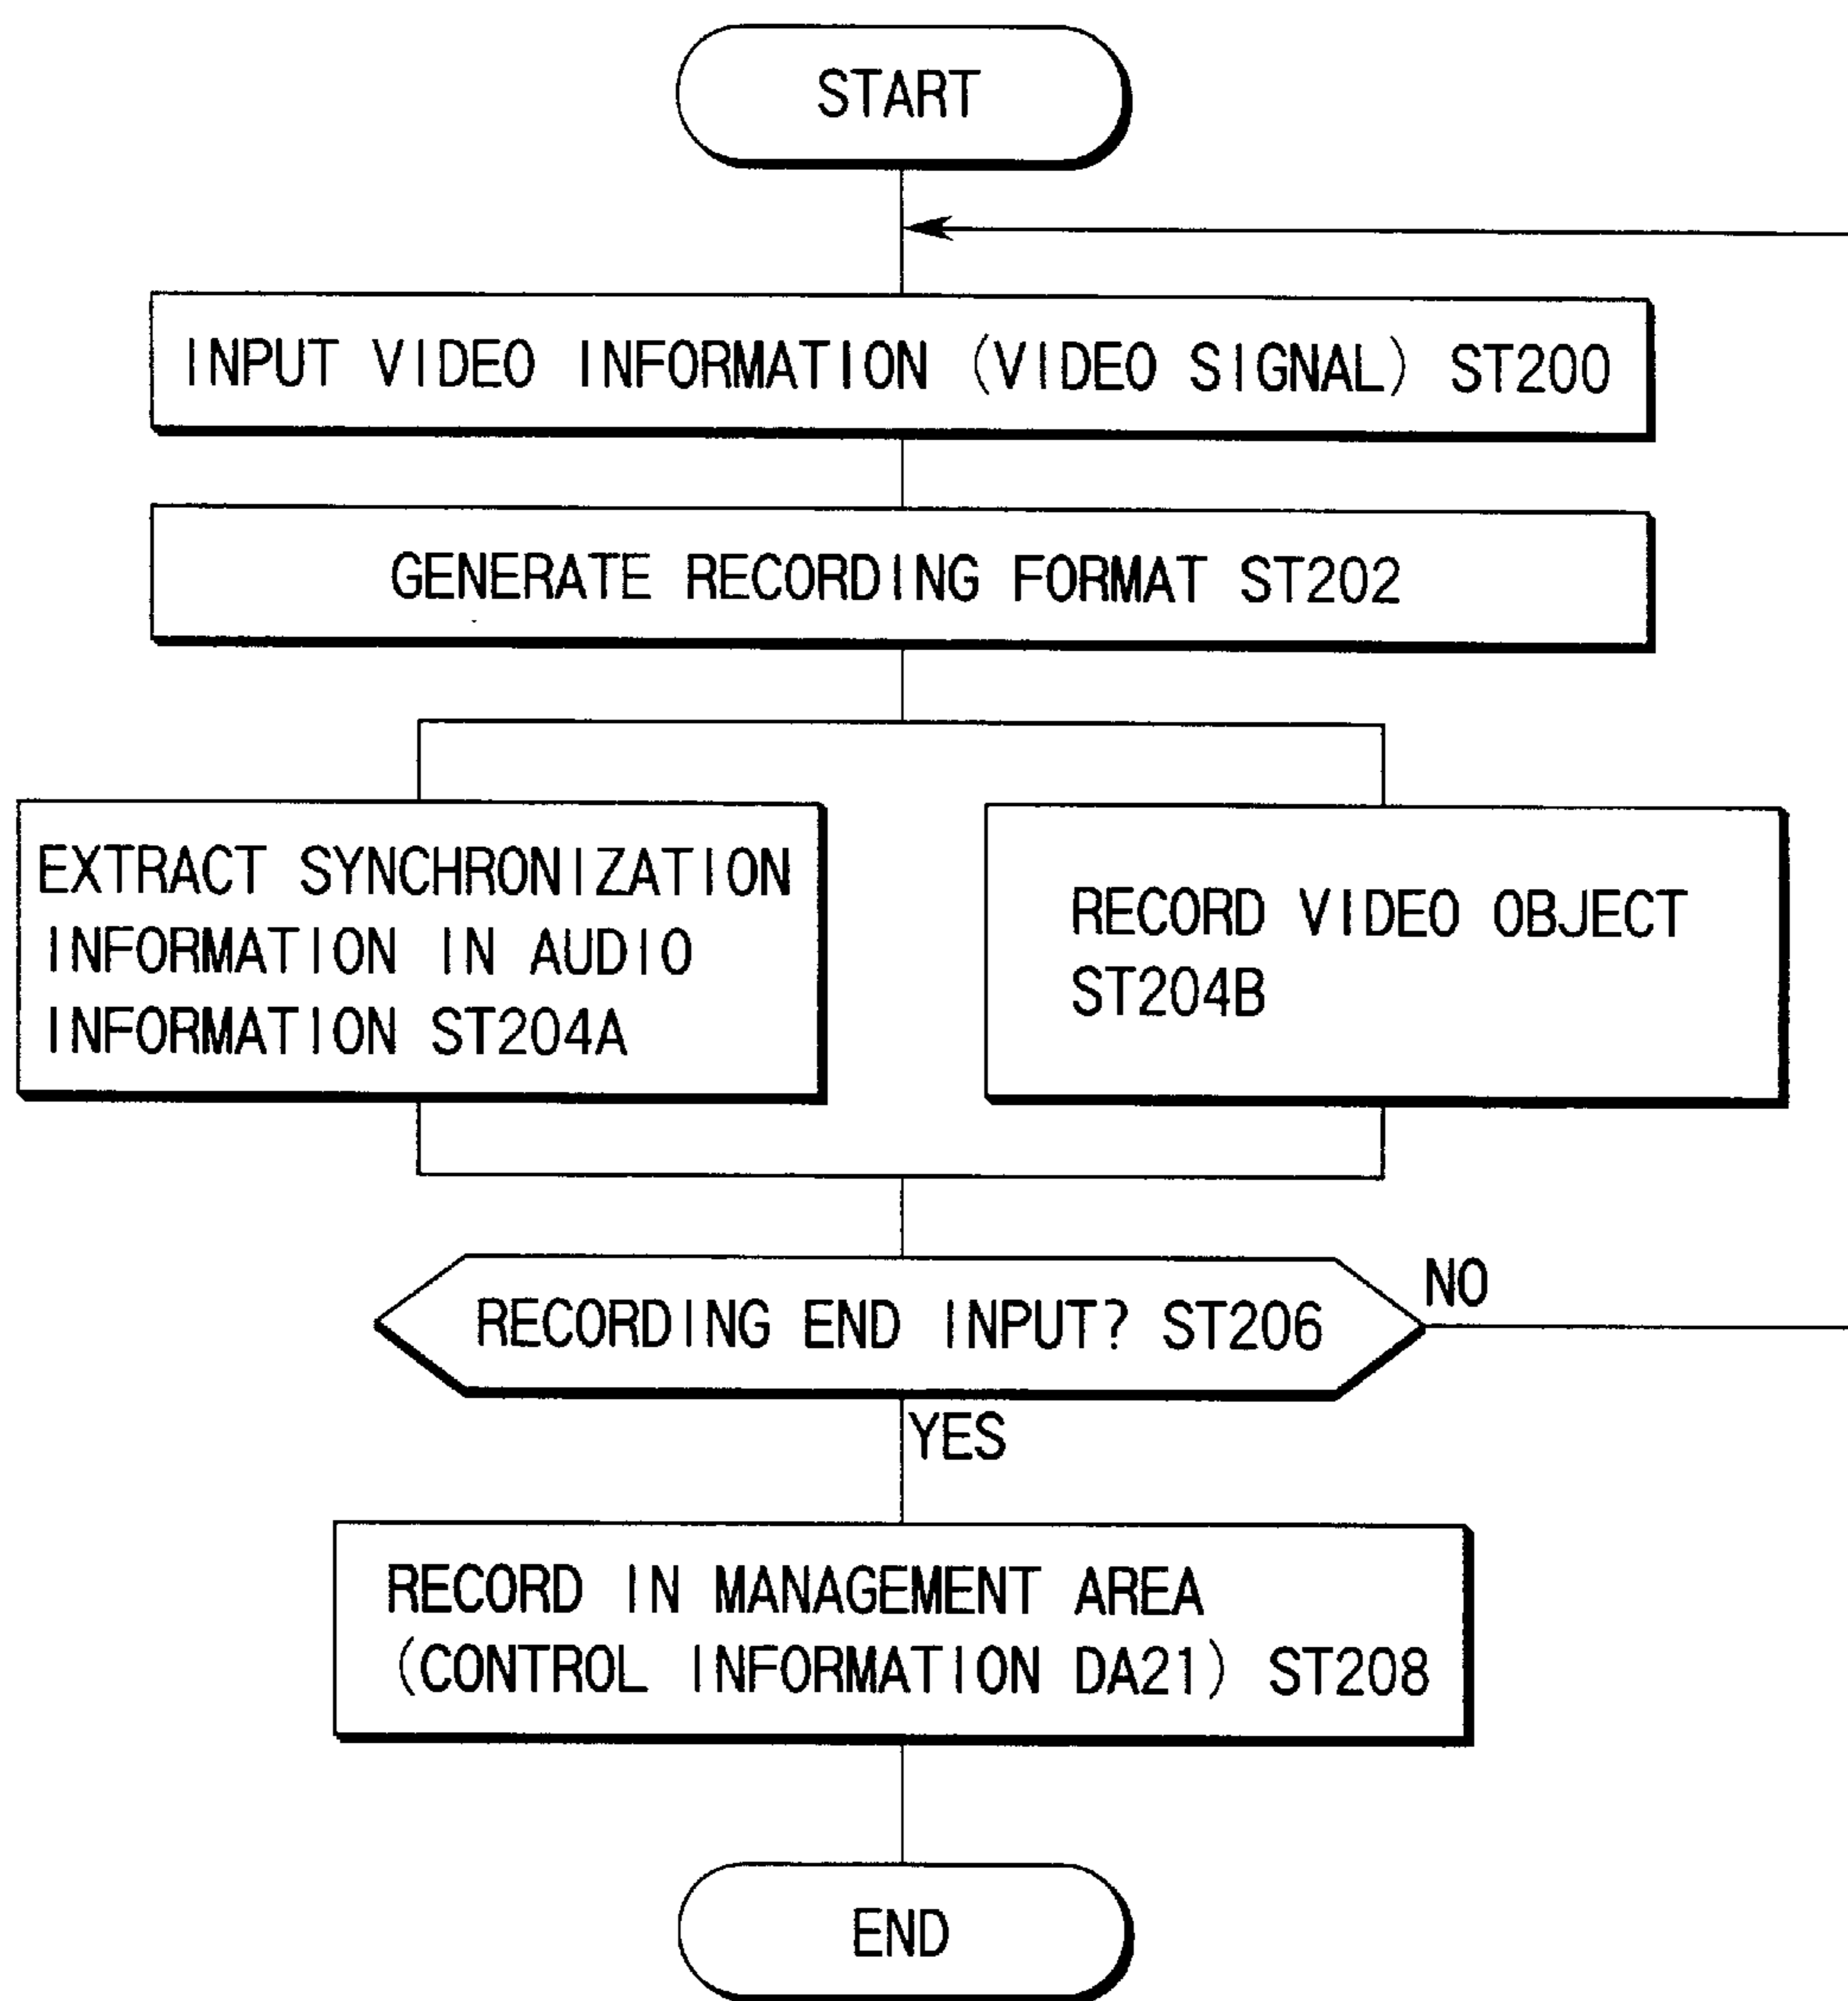 START
INPUT VIDEO INFORMATION (VIDEO SIGNAL) ST200
GENERATE RECORDING FORMAT ST202
EXTRACT SYNCHRONIZATION
INFORMATION IN AUDIO
INFORMATION ST204A
RECORD VIDEO OBJECT
ST204B
RECORDING END INPUT? ST206
NO
YES
RECORD IN MANAGEMENT AREA
(CONTROL INFORMATION DA21) ST208
END